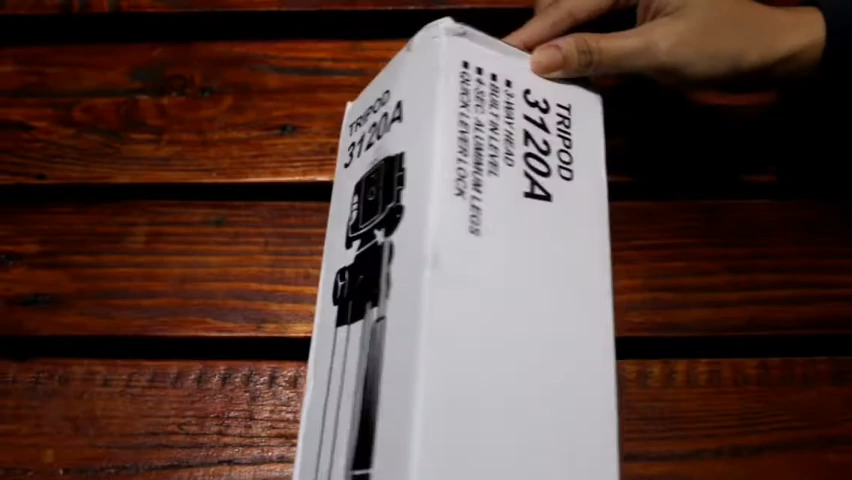 TRIPOD
3120A
TRIPOD
3120A
■3-WAY HEAD
■BUILT IN LEVEL
■4-SEC. ALUMINUM LEGS
■QUICK LEVER LOCK